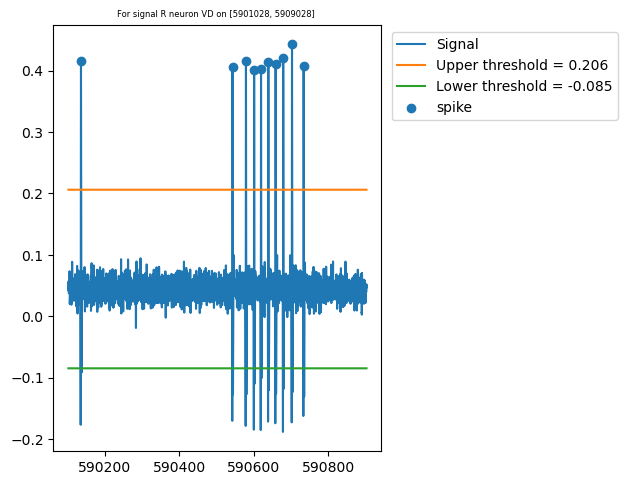 For signal R neuron VD on [5901028, 5909028]
Signal
Upper threshold = 0.206
Lower threshold = -0.085
spike
0.4
0.3
0.2
0.1
0.0
−0.1
−0.2
590200 590400 590600 590800